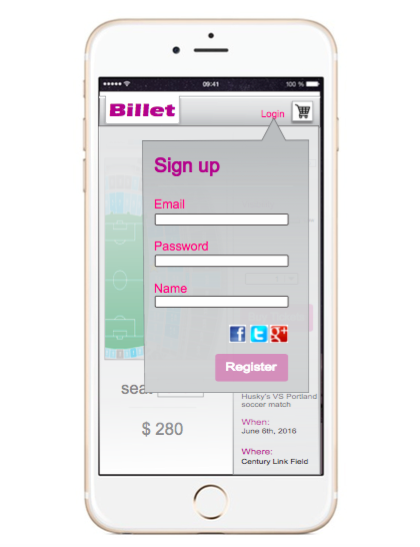 09:41
100 %
Billet
Login
Sign up
Email
Password
Name
f t g+
Register
$ 280
Husky's VS Portland
soccer match
When:
June 6th, 2016
Where:
Century Link Field